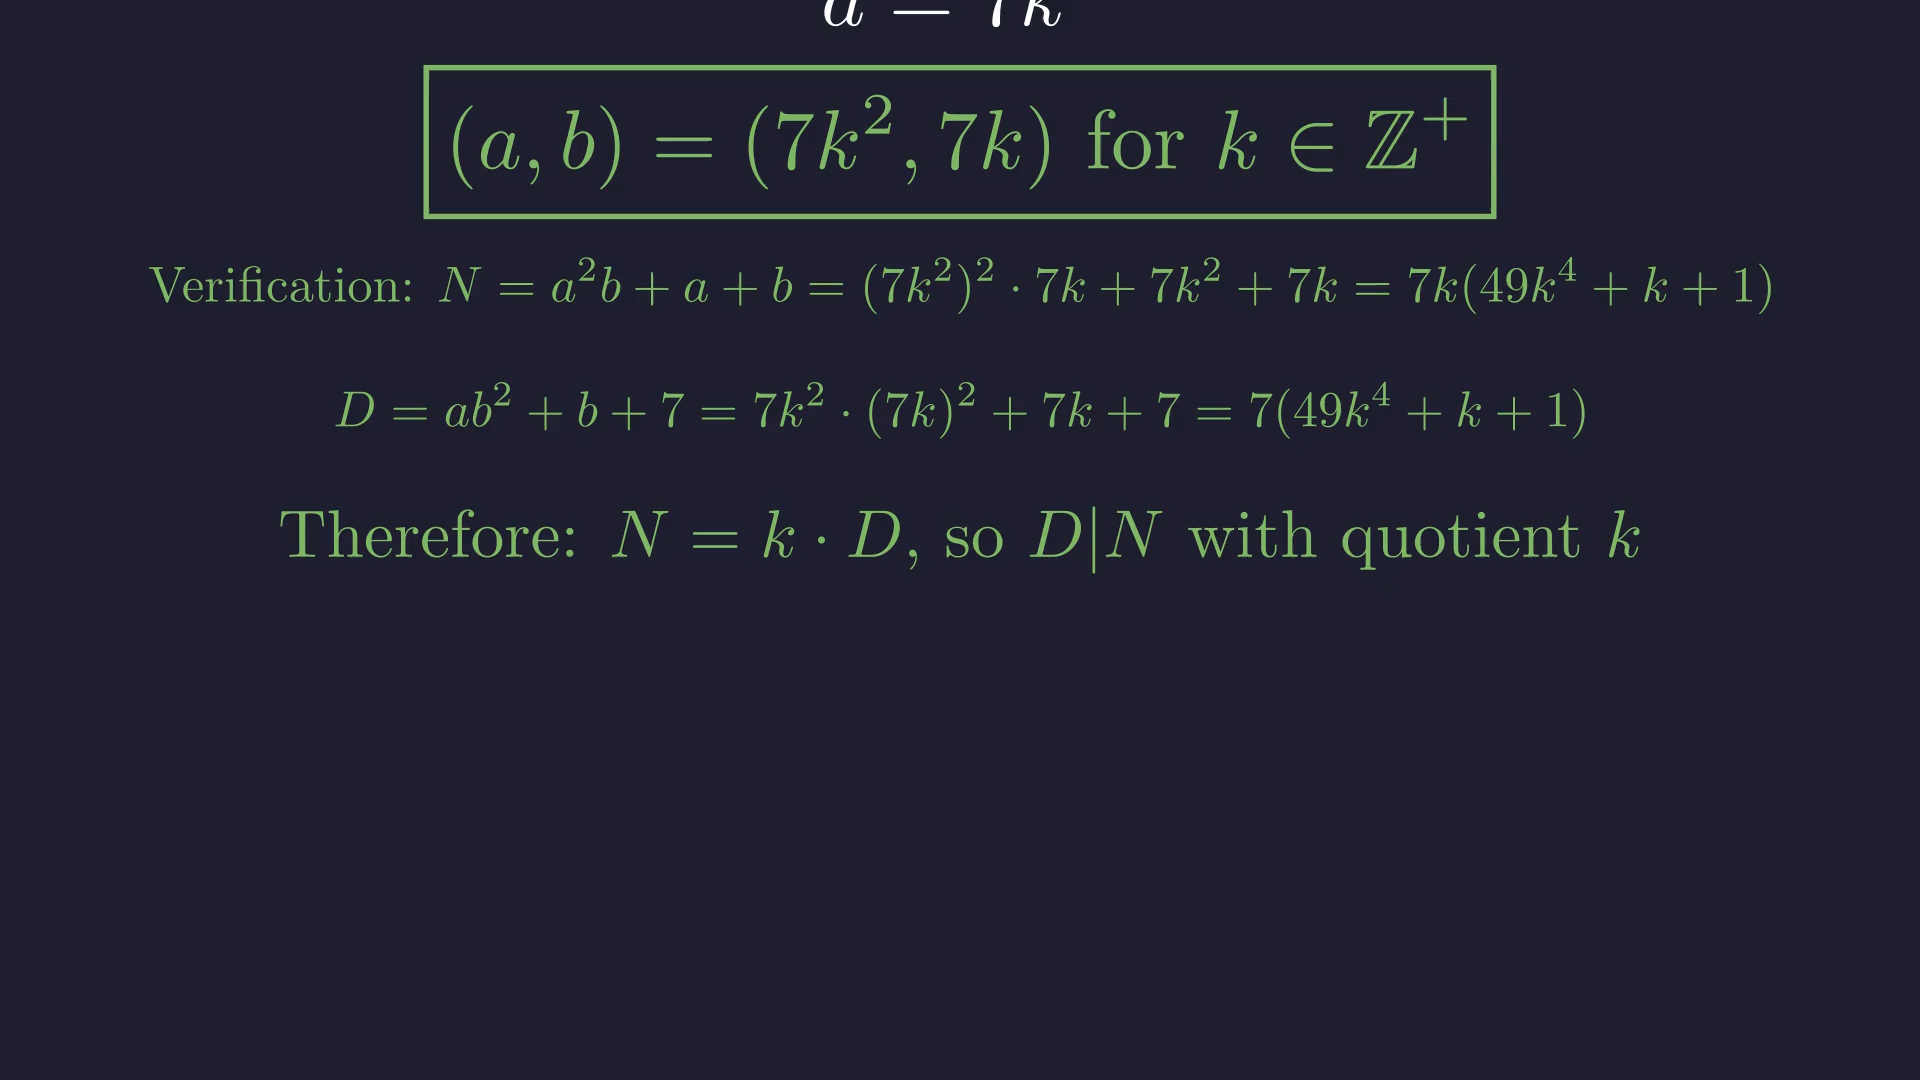 a = 7k
(a, b) = (7k², 7k) for k ∈ ℤ⁺
Verification: N = a²b + a + b = (7k²)² · 7k + 7k² + 7k = 7k(49k⁴ + k + 1)
D = ab² + b + 7 = 7k² · (7k)² + 7k + 7 = 7(49k⁴ + k + 1)
Therefore: N = k · D, so D|N with quotient k